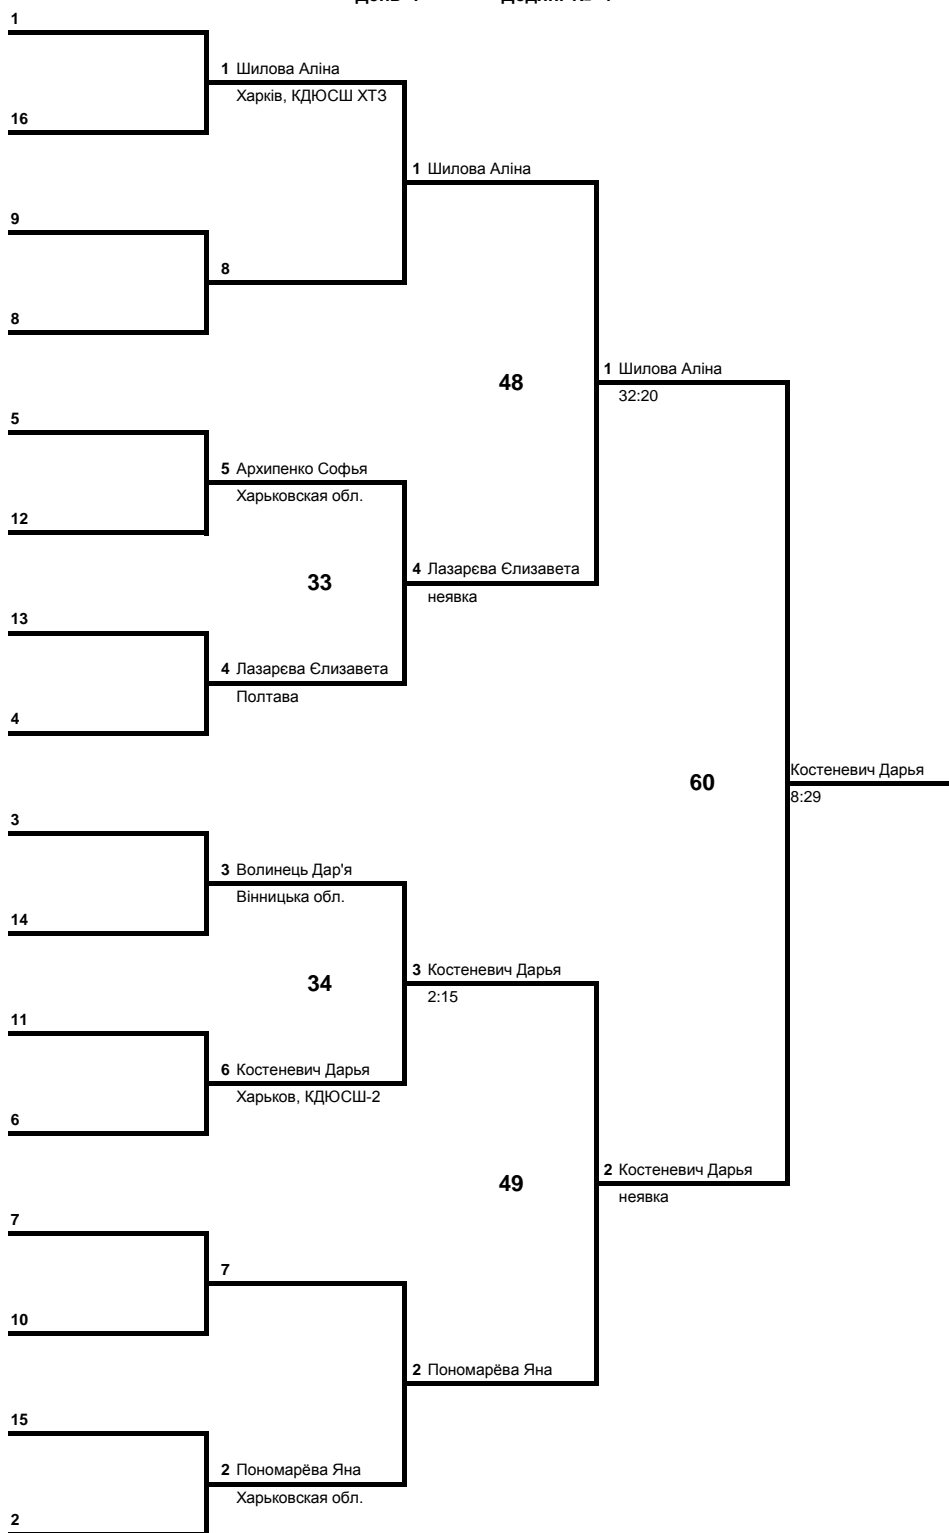 1
1 Шилова Аліна
Харків, КДЮСШ ХТЗ
16
1 Шилова Аліна
9
8
8
48
1 Шилова Аліна
32:20
5
5 Архипенко Софья
Харьковская обл.
12
33
4 Лазарєва Єлизавета
неявка
13
4 Лазарєва Єлизавета
Полтава
4
60
Костеневич Дарья
8:29
3
3 Волинець Дар'я
Вінницька обл.
14
34
3 Костеневич Дарья
2:15
11
6 Костеневич Дарья
Харьков, КДЮСШ-2
6
49
2 Костеневич Дарья
неявка
7
7
10
2 Пономарёва Яна
15
2 Пономарёва Яна
Харьковская обл.
2